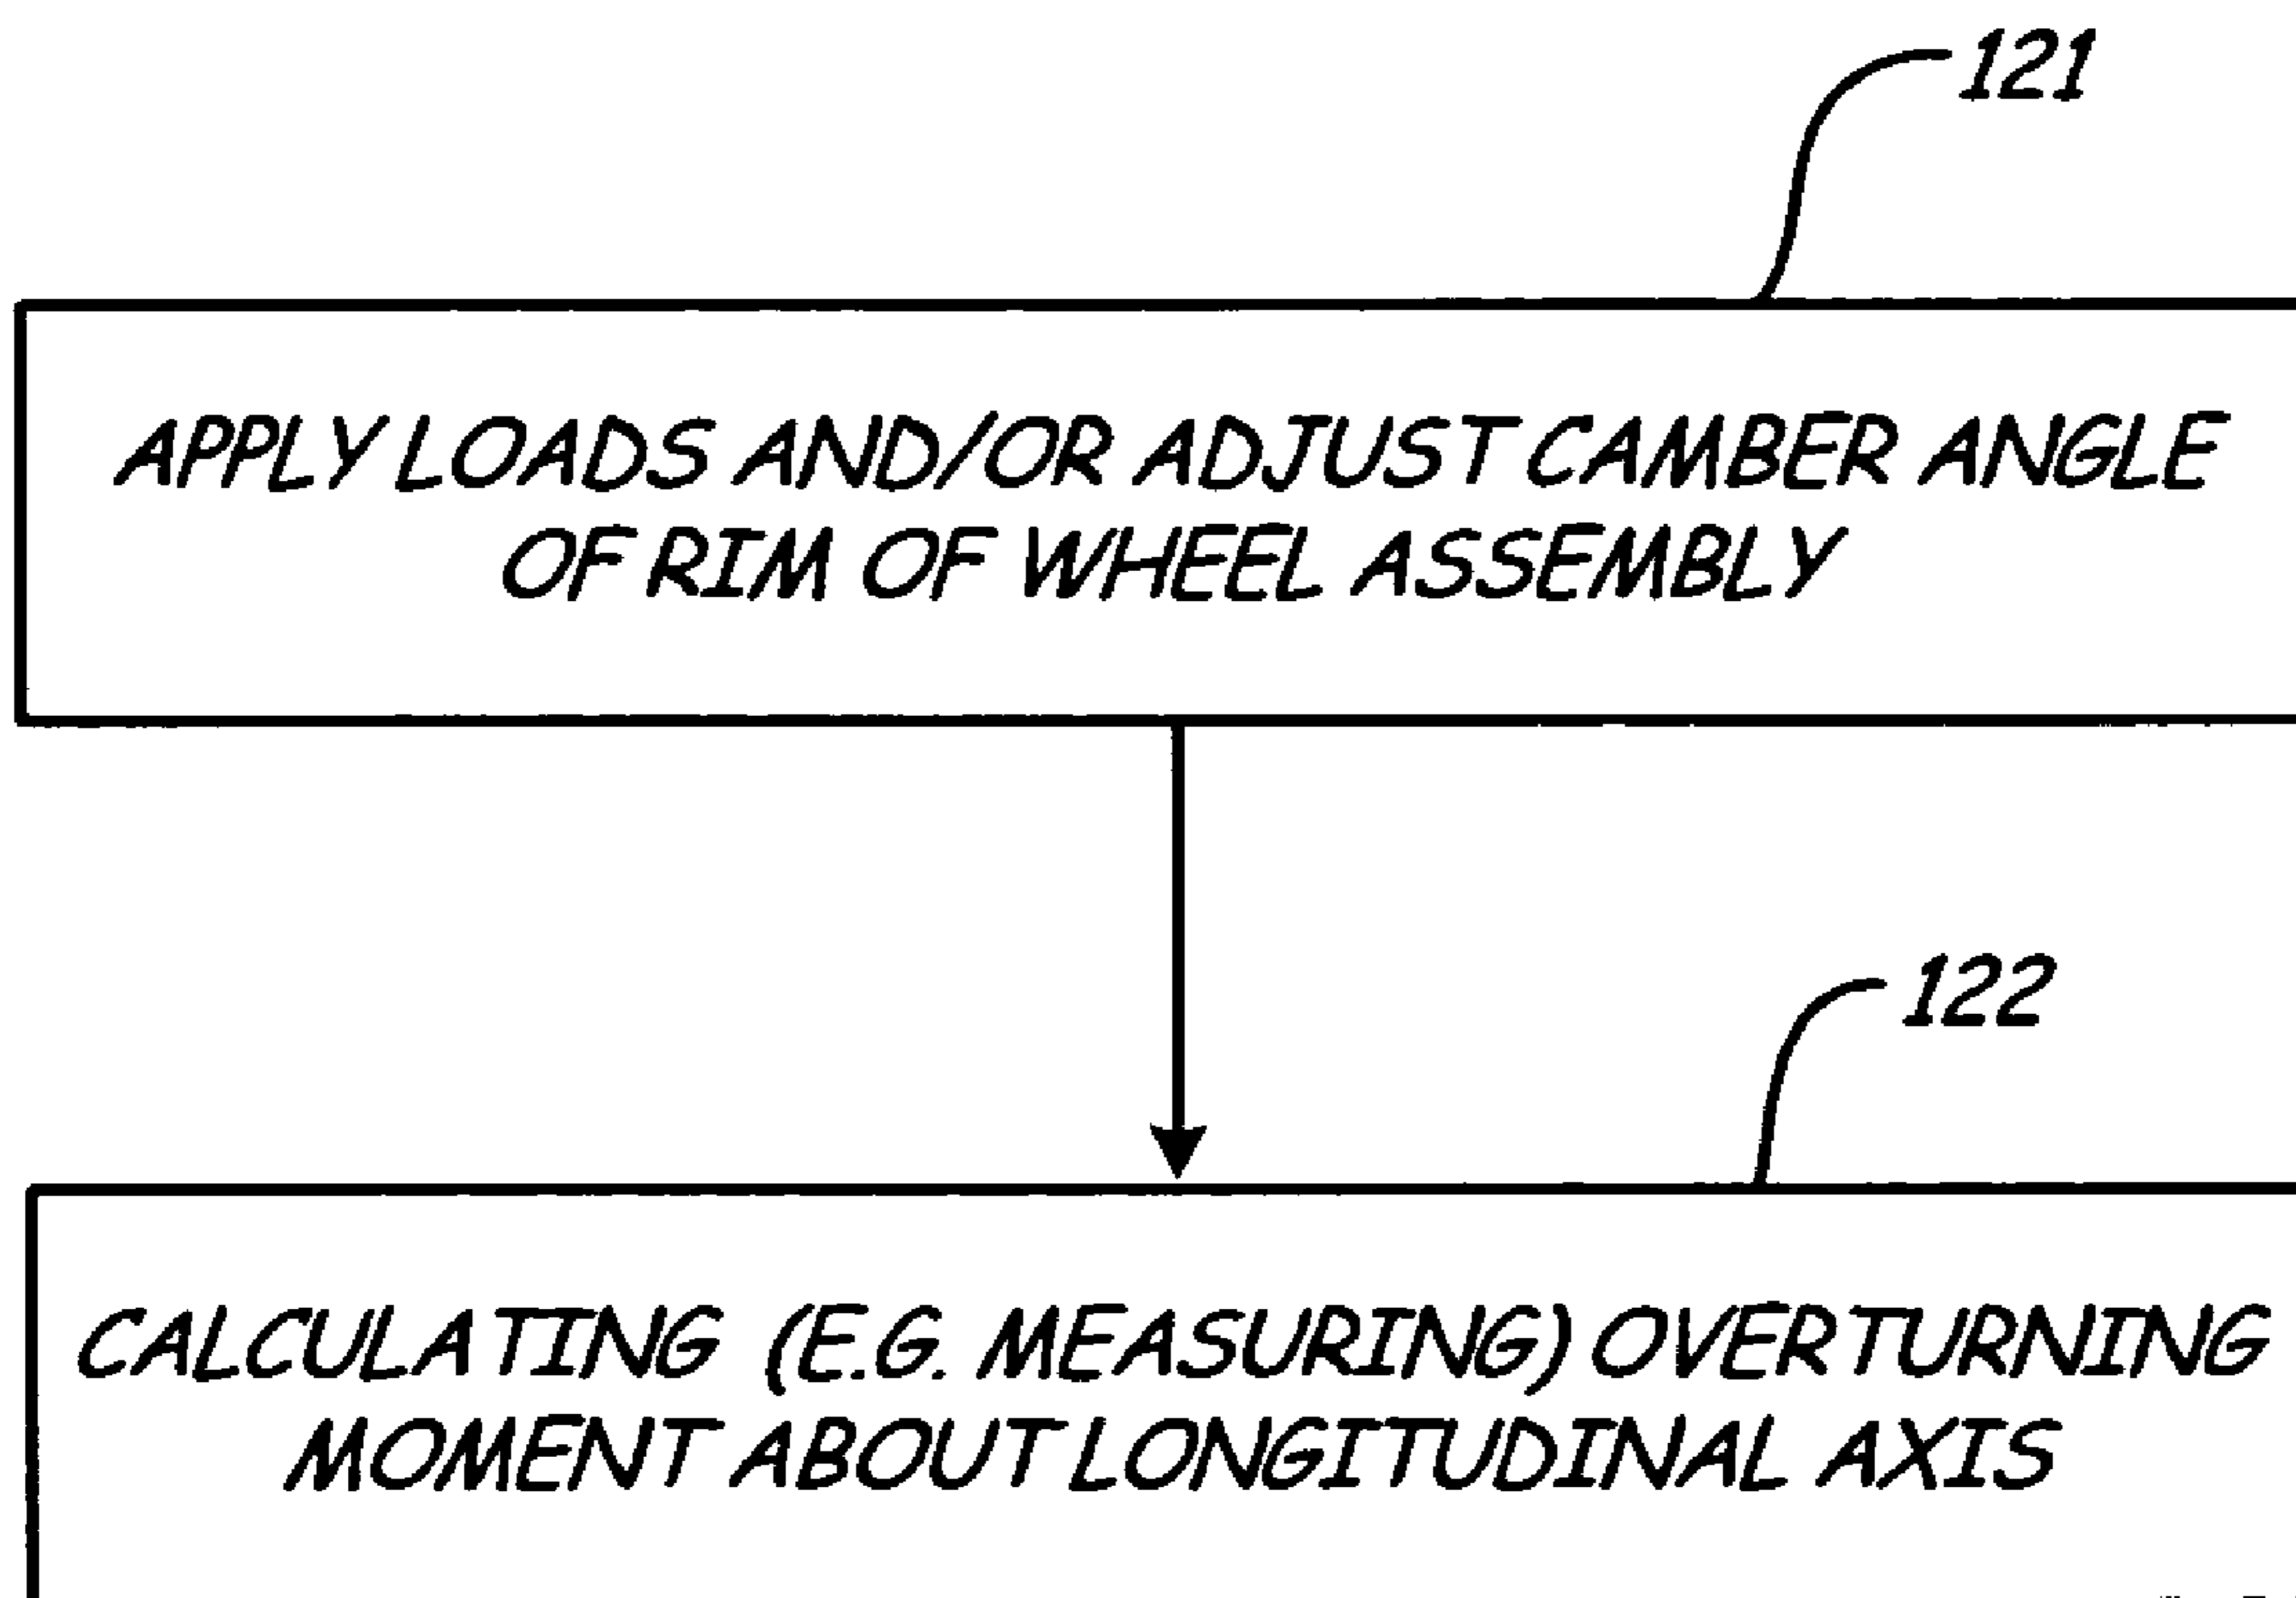 121
APPLY LOADS AND/OR ADJUST CAMBER ANGLE
OF RIM OF WHEEL ASSEMBLY
122
CALCULATING (E.G. MEASURING) OVERTURNING
MOMENT ABOUT LONGITUDINAL AXIS